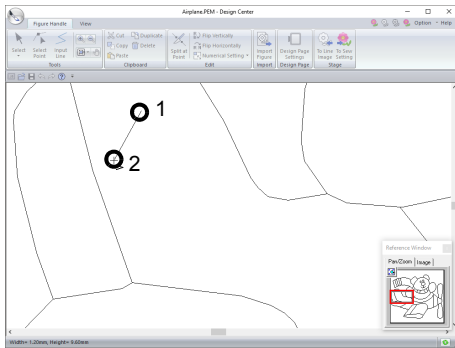 Airplane.PEM - Design Center
Figure Handle View Option Help
Select Select Point Input Line Tools
Cut Duplicate
Copy Delete
Paste
Clipboard
Split at Point
Flip Vertically
Flip Horizontally
Numerical Setting
Edit
Import Figure
Import
Design Page Settings
Design Page
To Line Image To Sew Setting
Stage
1
2
Reference Window
Pan/Zoom Image
Width= 1.20mm, Height= 9.60mm